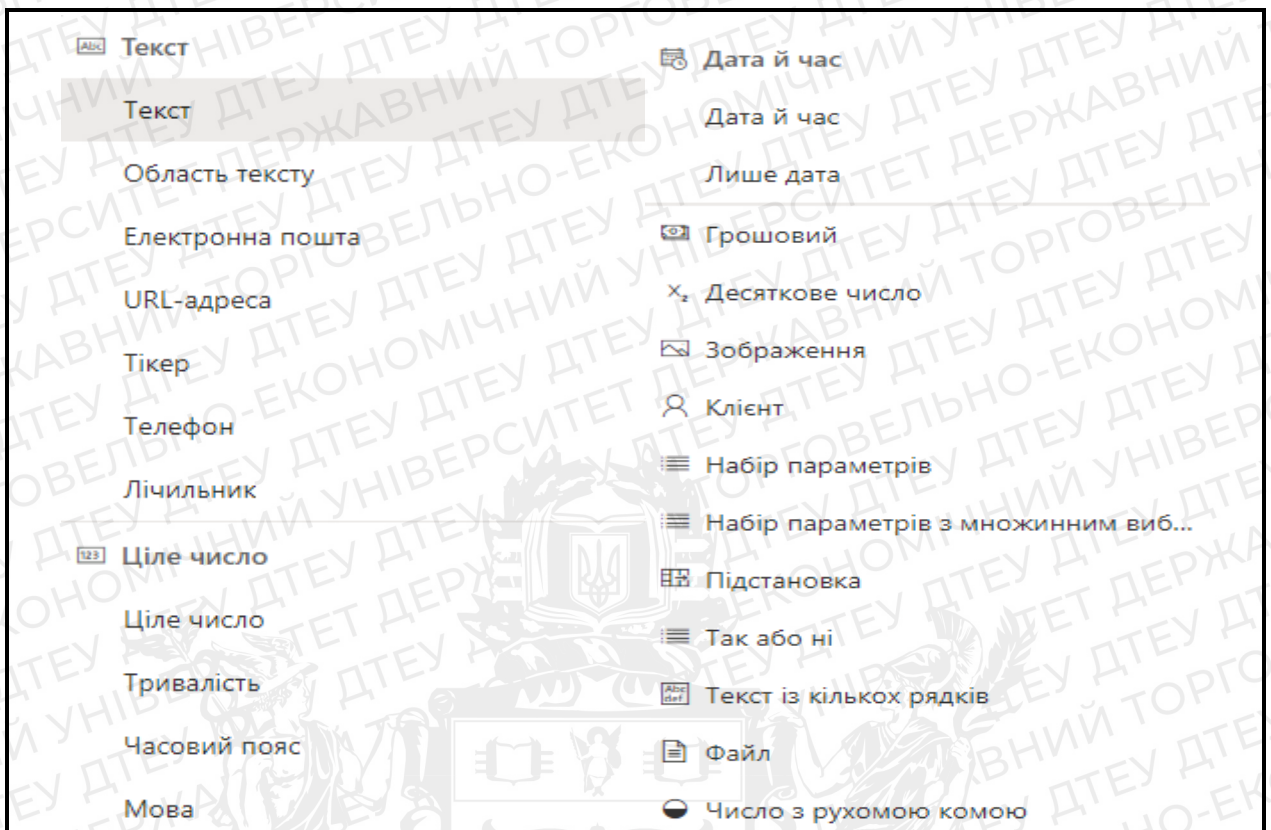 Текст
Текст
Область тексту
Електронна пошта
URL-адреса
Тікер
Телефон
Лічильник
Ціле число
Ціле число
Тривалість
Часовий пояс
Мова
Дата й час
Дата й час
Лише дата
Грошовий
Десяткове число
Зображення
Клієнт
Набір параметрів
Набір параметрів з множинним виб...
Підстановка
Так або ні
Текст із кількох рядків
Файл
Число з рухомою комою